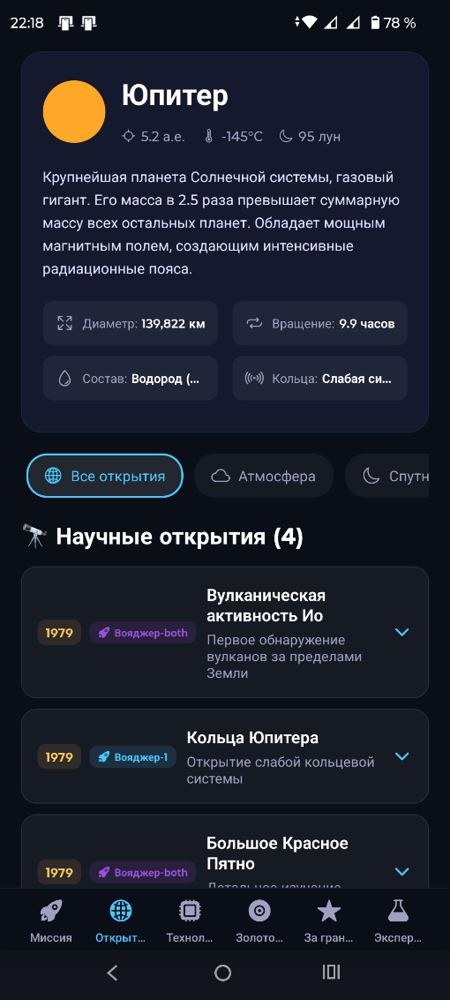 22:18
78 %
Юпитер
5.2 а.е.
-145°C
95 лун
Крупнейшая планета Солнечной системы, газовый
гигант. Его масса в 2.5 раза превышает суммарную
массу всех остальных планет. Обладает мощным
магнитным полем, создающим интенсивные
радиационные пояса.
Диаметр: 139,822 км
Вращение: 9.9 часов
Состав: Водород (...
Кольца: Слабая си...
Все открытия
Атмосфера
Спутн
Научные открытия (4)
Вулканическая
активность Ио
1979
Вояджер-both
Первое обнаружение
вулканов за пределами
Земли
Кольца Юпитера
1979
Вояджер-1
Открытие слабой кольцевой
системы
Большое Красное
Пятно
1979
Вояджер-both
Детальное изучение
Миссия
Открыт...
Технол...
Золото...
За гран...
Экспер...